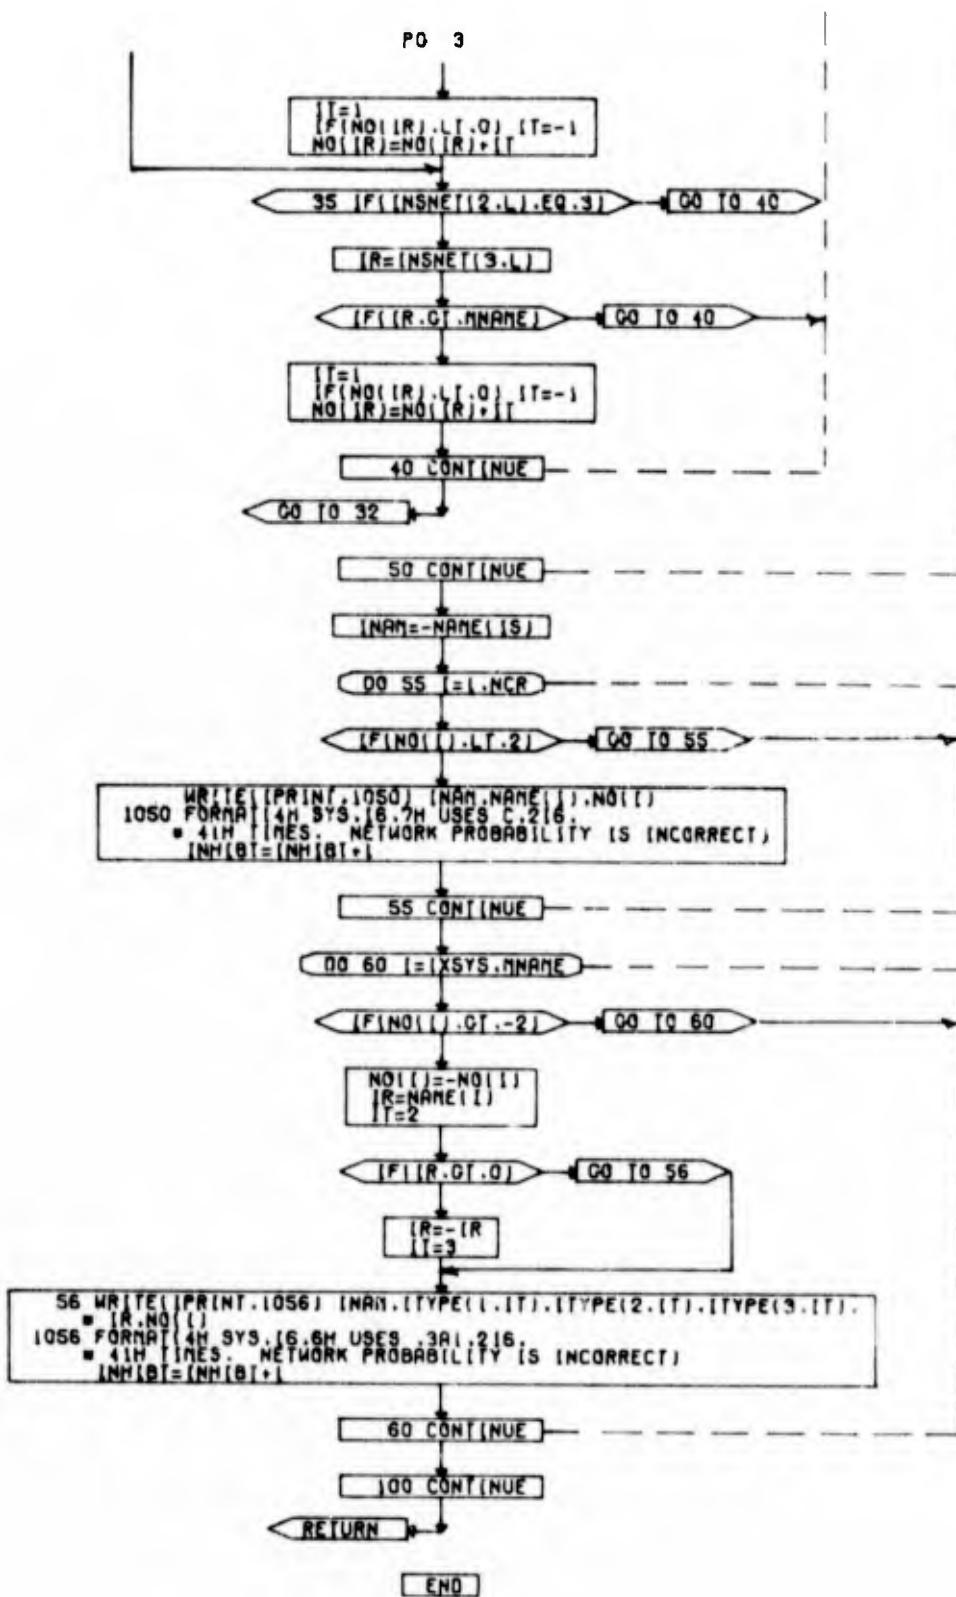 PG 3
IT=1
IF(NO(IR).LT.0) IT=-1
NO(IR)=NO(IR)+IT
35 IF(INSNET(2,L).EQ.3)
GO TO 40
IR=INSNET(3,L)
IF(IR.GT.MNAME)
GO TO 40
IT=1
IF(NO(IR).LT.0) IT=-1
NO(IR)=NO(IR)+IT
40 CONTINUE
GO TO 32
50 CONTINUE
INAM=-NAME(IS)
DO 55 I=1,NCR
IF(NO(I).LT.2)
GO TO 55
WRITE(IPRINT,1050) INAM,NAME(I),NO(I)
1050 FORMAT(4H SYS,I6,7H USES C,2I6,
* 41H TIMES. NETWORK PROBABILITY IS INCORRECT)
INHIBT=INHIBT+1
55 CONTINUE
DO 60 I=IXSYS,MNAME
IF(NO(I).GT.-2)
GO TO 60
NO(I)=-NO(I)
IR=NAME(I)
IT=2
IF(IR.GT.0)
GO TO 56
IR=-IR
IT=3
56 WRITE(IPRINT,1056) INAM,ITYPE(1,IT),ITYPE(2,IT),ITYPE(3,IT),
* IR,NO(I)
1056 FORMAT(4H SYS,I6,6H USES ,3A1,2I6,
* 41H TIMES. NETWORK PROBABILITY IS INCORRECT)
INHIBT=INHIBT+1
60 CONTINUE
100 CONTINUE
RETURN
END